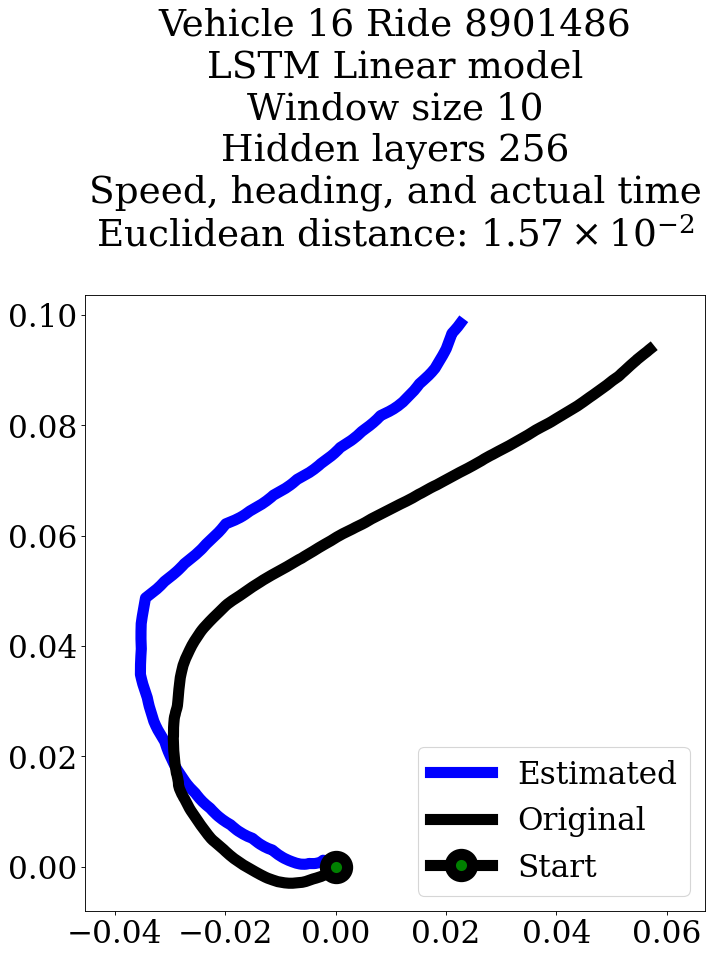 Vehicle 16 Ride 8901486
LSTM Linear model
Window size 10
Hidden layers 256
Speed, heading, and actual time
Euclidean distance: 1.57 × 10⁻²
0.10
0.08
0.06
0.04
0.02
0.00
Estimated
Original
Start
−0.04 −0.02 0.00 0.02 0.04 0.06